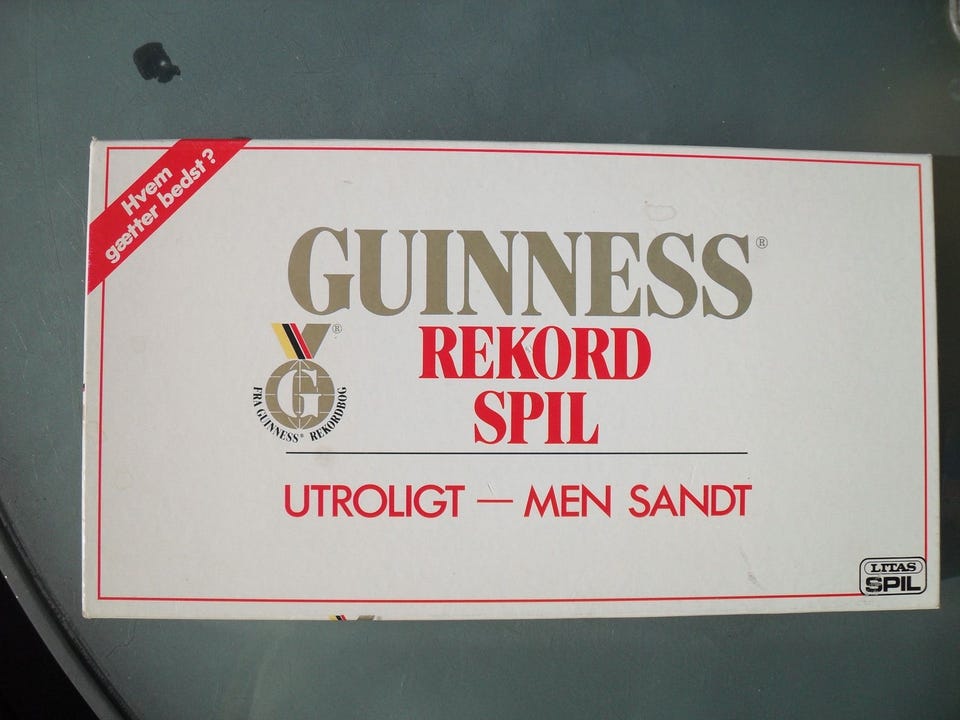 Hvem
gætter bedst?
GUINNESS®
REKORD
SPIL
®
G
FRA GUINNESS® REKORDBOG
UTROLIGT — MEN SANDT
LITAS
SPIL